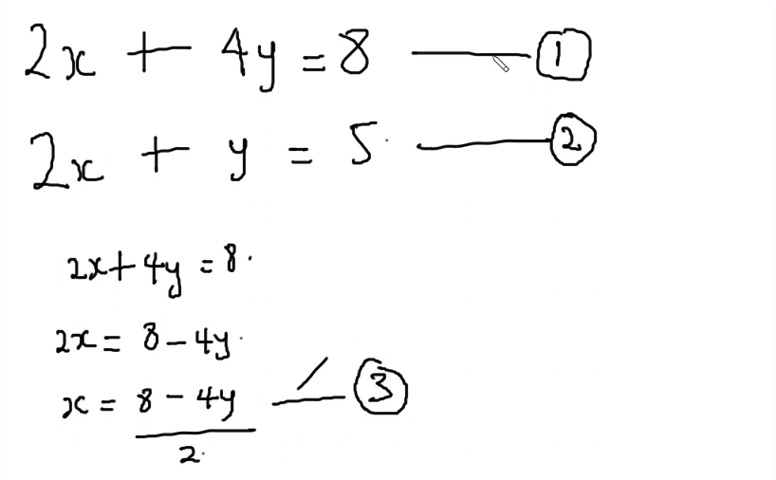 2x + 4y = 8 — 1
2x + y = 5 — 2
2x + 4y = 8.
2x = 8 - 4y.
x = 8 - 4y — 3
2.